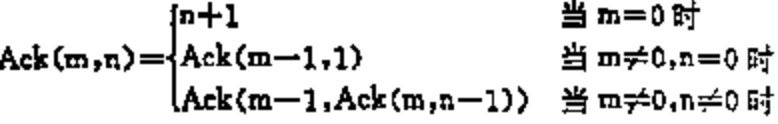 n+1 当 m=0 时
Ack(m,n)= Ack(m-1,1) 当 m≠0,n=0 时
Ack(m-1,Ack(m,n-1)) 当 m≠0,n≠0 时